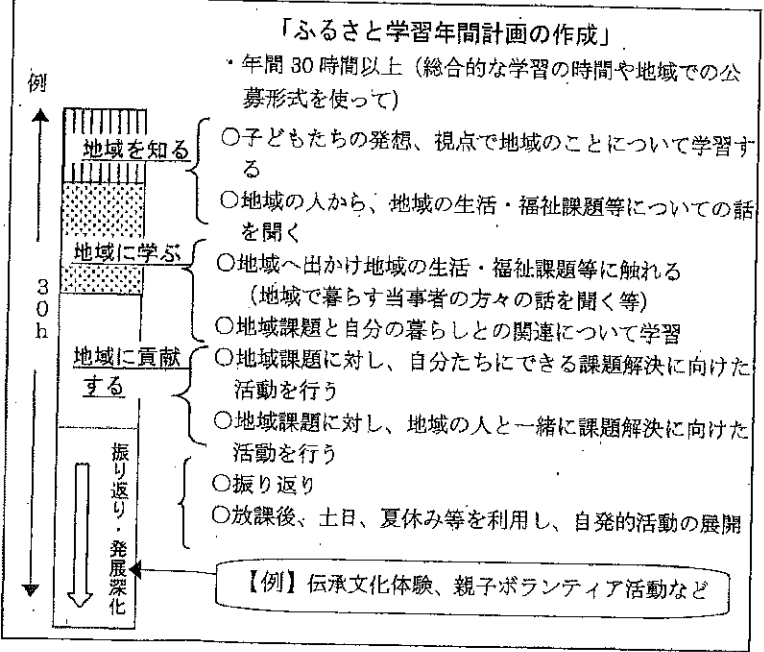 「ふるさと学習年間計画の作成」
・年間30時間以上（総合的な学習の時間や地域での公
募形式を使って）
例
30h
地域を知る
○子どもたちの発想、視点で地域のことについて学習す
る
○地域の人から、地域の生活・福祉課題等についての話
を聞く
地域に学ぶ
○地域へ出かけ地域の生活・福祉課題等に触れる
（地域で暮らす当事者の方々の話を聞く等）
○地域課題と自分の暮らしとの関連について学習
地域に貢献
する
○地域課題に対し、自分たちにできる課題解決に向けた
活動を行う
○地域課題に対し、地域の人と一緒に課題解決に向けた
活動を行う
振り返り・発展深化
○振り返り
○放課後、土日、夏休み等を利用し、自発的活動の展開
【例】伝承文化体験、親子ボランティア活動など